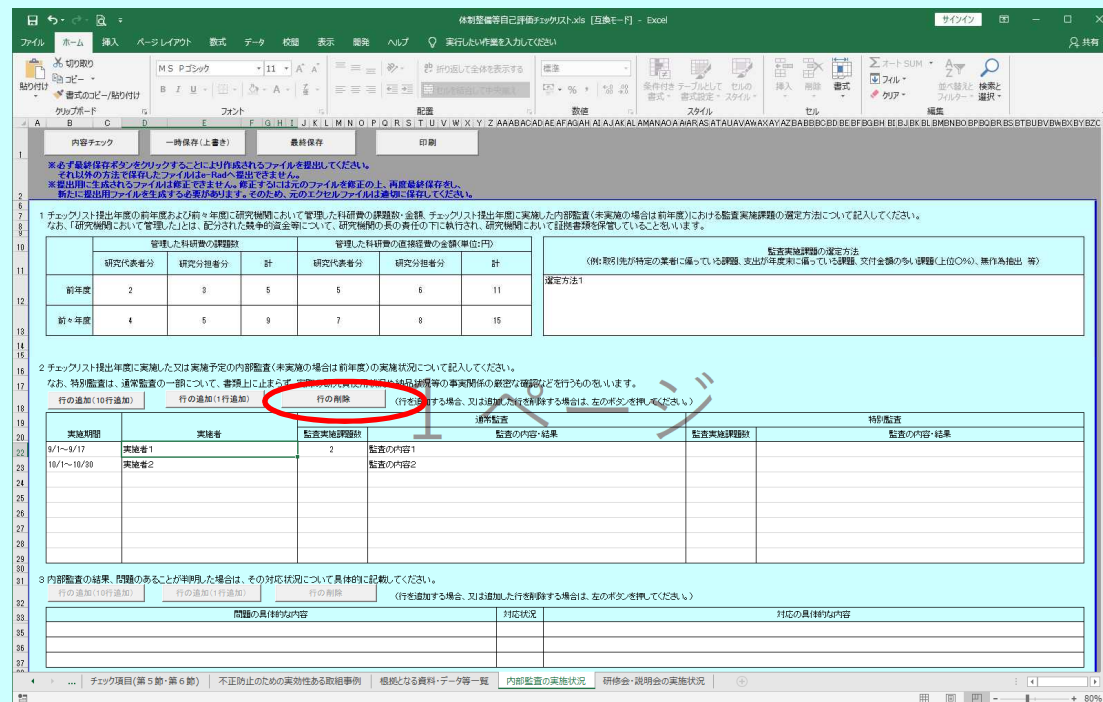 体制整備等自己評価チェックリスト.xls [互換モード] - Excel
サインイン
ファイル ホーム 挿入 ページ レイアウト 数式 データ 校閲 表示 開発 ヘルプ 実行したい作業を入力してください 共有
切り取り
コピー
書式のコピー/貼り付け
貼り付け
MS Pゴシック 11
B I U
折り返して全体を表示する
セルを結合して中央揃え
標準
条件付き書式
テーブルとして書式設定
セルのスタイル
挿入 削除 書式
オート SUM
フィル
クリア
並べ替えとフィルター
検索と選択
クリップボード フォント 配置 数値 スタイル セル 編集
内容チェック 一時保存(上書き) 最終保存 印刷
※必ず最終保存ボタンをクリックすることにより作成されるファイルを提出してください。
それ以外の方法で保存したファイルはe-Radへ提出できません。
※提出用に生成されるファイルは修正できません。修正するには元のファイルを修正の上、再度最終保存をし、
新たに提出用ファイルを生成する必要があります。そのため、元のエクセルファイルは適切に保存してください。
1 チェックリスト提出年度の前年度および前々年度に研究機関において管理した科研費の課題数・金額、チェックリスト提出年度に実施した内部監査(未実施の場合は前年度)における監査実施課題の選定方法について記入してください。
なお、「研究機関において管理した」とは、配分された競争的資金等について、研究機関の長の責任の下に執行され、研究機関において証拠書類を保管していることをいいます。
管理した科研費の課題数 管理した科研費の直接経費の金額(単位:円) 監査実施課題の選定方法
(例:取引先が特定の業者に偏っている課題、支出が年度末に偏っている課題、交付金額の多い課題(上位〇%)、無作為抽出 等)
研究代表者分 研究分担者分 計 研究代表者分 研究分担者分 計
前年度 2 3 5 5 6 11 選定方法1
前々年度 4 5 9 7 8 15
2 チェックリスト提出年度に実施した又は実施予定の内部監査(未実施の場合は前年度)の実施状況について記入してください。
なお、特別監査は、通常監査の一部について、書類上に止まらず、実際の研究費使用状況や納品状況等の事実関係の厳密な確認などを行うものをいいます。
行の追加(10行追加) 行の追加(1行追加) 行の削除 (行を追加する場合、又は追加した行を削除する場合は、左のボタンを押してください。)
1 ページ
通常監査 特別監査
実施期間 実施者 監査実施課題数 監査の内容・結果 監査実施課題数 監査の内容・結果
9/1～9/17 実施者1 2 監査の内容1
10/1～10/30 実施者2 監査の内容2
3 内部監査の結果、問題のあることが判明した場合は、その対応状況について具体的に記載してください。
行の追加(10行追加) 行の追加(1行追加) 行の削除 (行を追加する場合、又は追加した行を削除する場合は、左のボタンを押してください。)
問題の具体的な内容 対応状況 対応の具体的な内容
... チェック項目(第5節・第6節) 不正防止のための実効性ある取組事例 根拠となる資料・データ等一覧 内部監査の実施状況 研修会・説明会の実施状況
80%